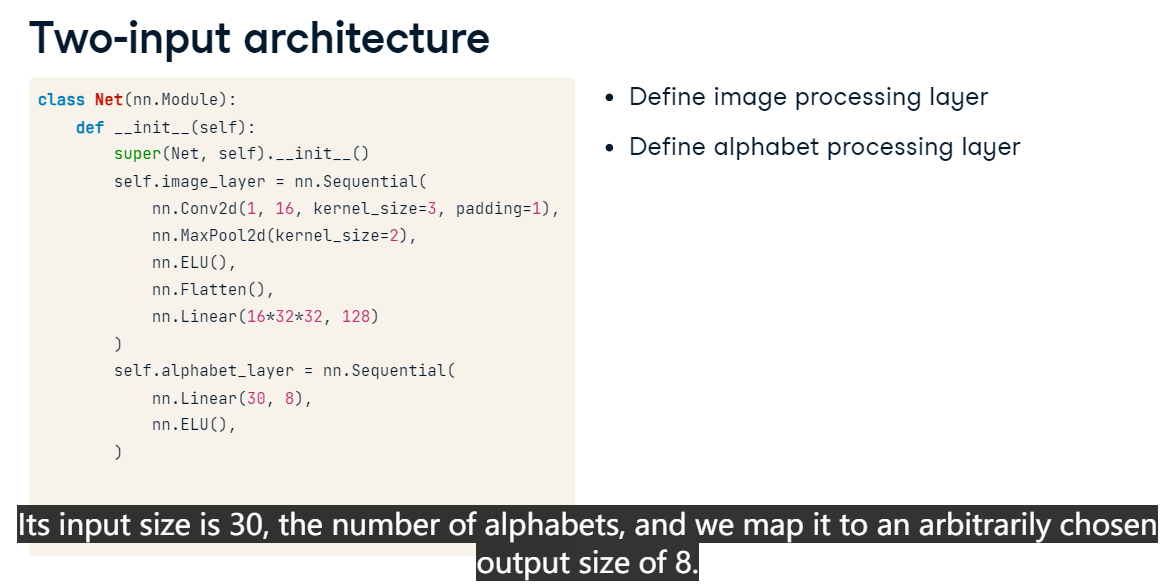 Two-input architecture
class Net(nn.Module):
    def __init__(self):
        super(Net, self).__init__()
        self.image_layer = nn.Sequential(
            nn.Conv2d(1, 16, kernel_size=3, padding=1),
            nn.MaxPool2d(kernel_size=2),
            nn.ELU(),
            nn.Flatten(),
            nn.Linear(16*32*32, 128)
        )
        self.alphabet_layer = nn.Sequential(
            nn.Linear(30, 8),
            nn.ELU(),
        )
• Define image processing layer
• Define alphabet processing layer
Its input size is 30, the number of alphabets, and we map it to an arbitrarily chosen
output size of 8.